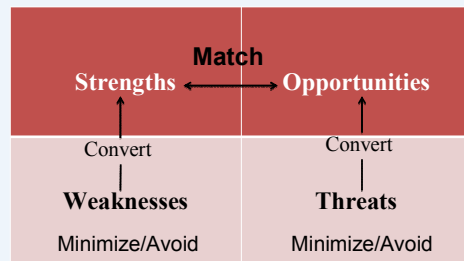 Match
Strengths Opportunities
Convert Convert
Weaknesses Threats
Minimize/Avoid Minimize/Avoid